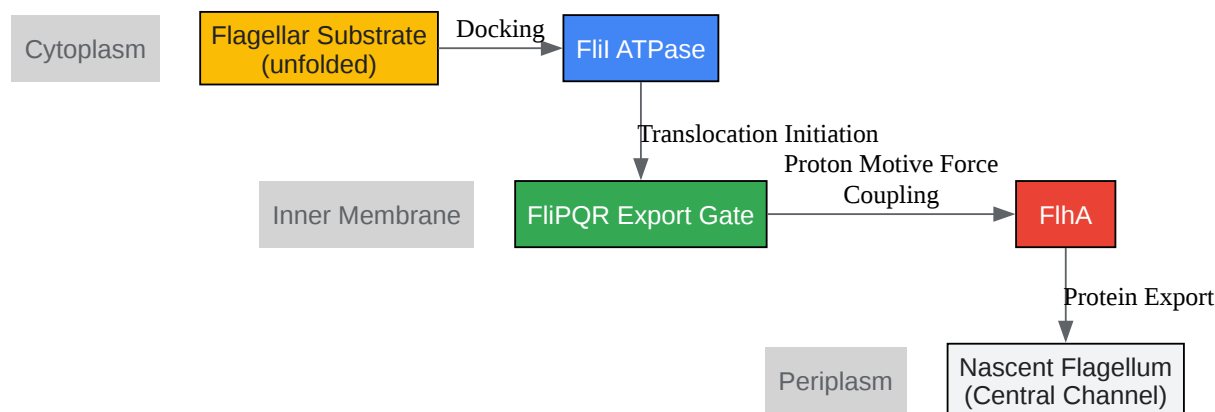 Cytoplasm
Flagellar Substrate
(unfolded)
Docking
FliI ATPase
Translocation Initiation
Proton Motive Force
Coupling
Inner Membrane
FliPQR Export Gate
FlhA
Protein Export
Periplasm
Nascent Flagellum
(Central Channel)